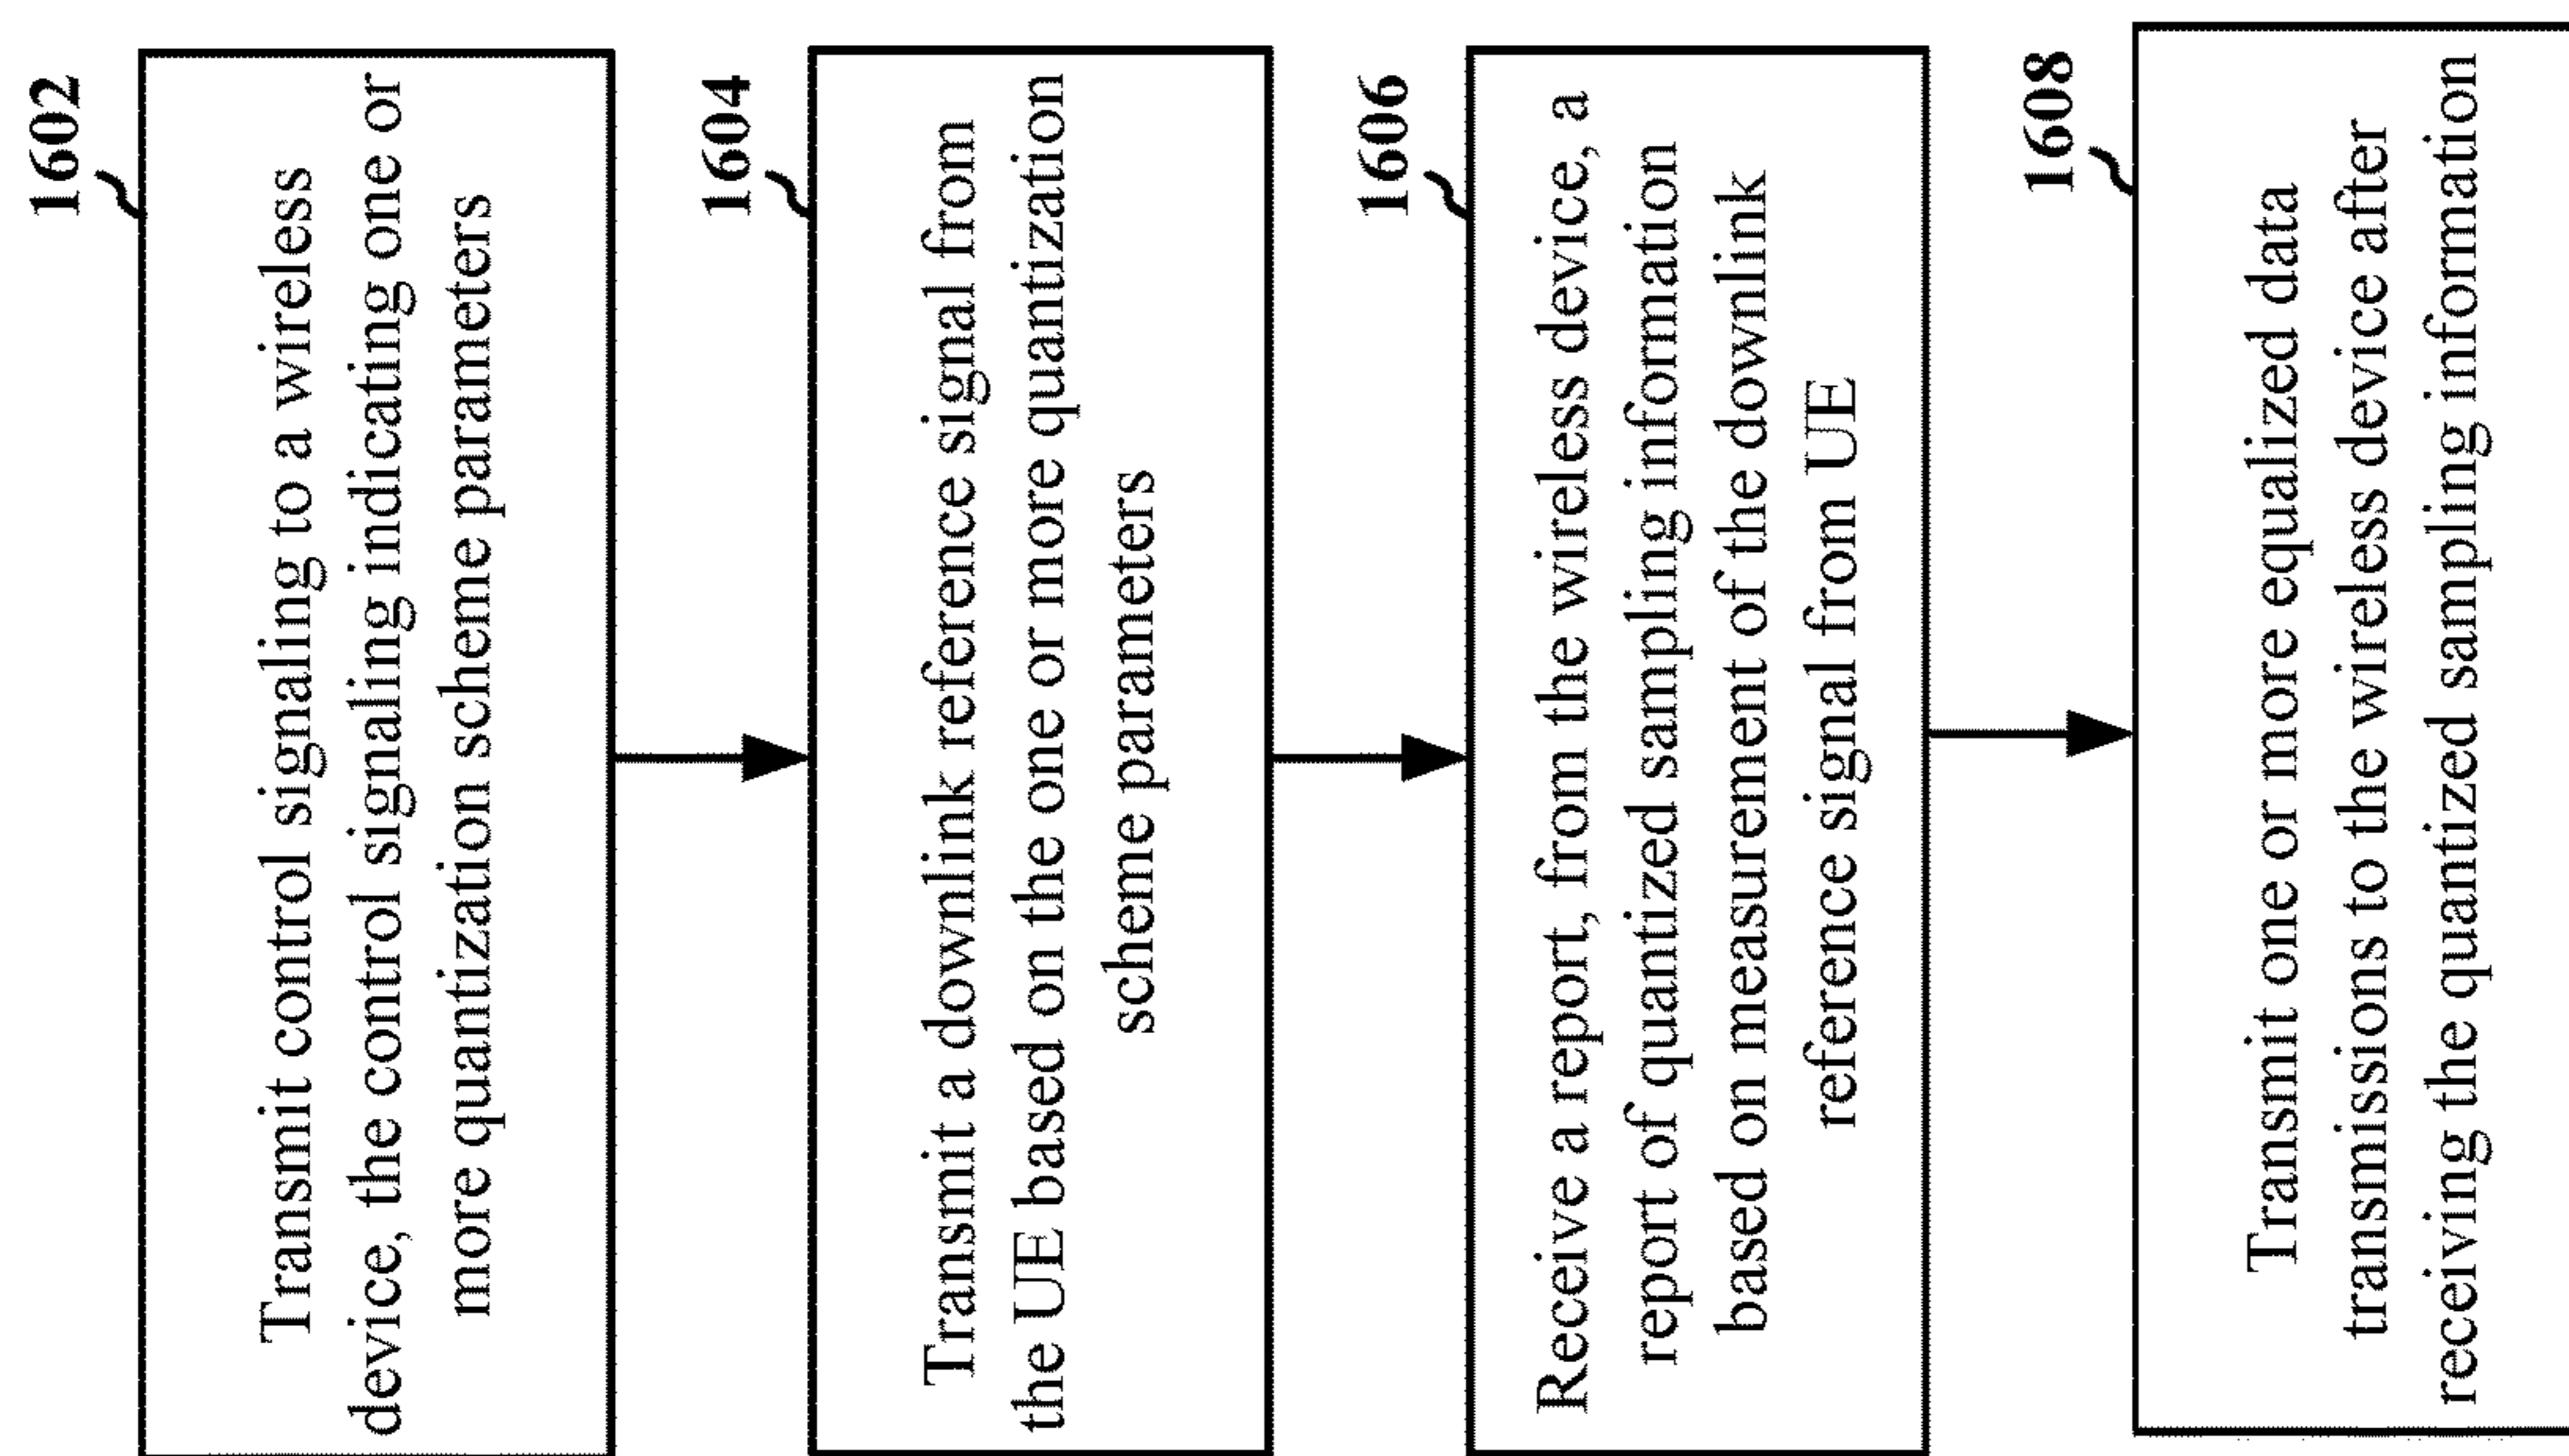 1602
Transmit control signaling to a wireless
device, the control signaling indicating one or
more quantization scheme parameters
1604
Transmit a downlink reference signal from
the UE based on the one or more quantization
scheme parameters
1606
Receive a report, from the wireless device, a
report of quantized sampling information
based on measurement of the downlink
reference signal from UE
1608
Transmit one or more equalized data
transmissions to the wireless device after
receiving the quantized sampling information